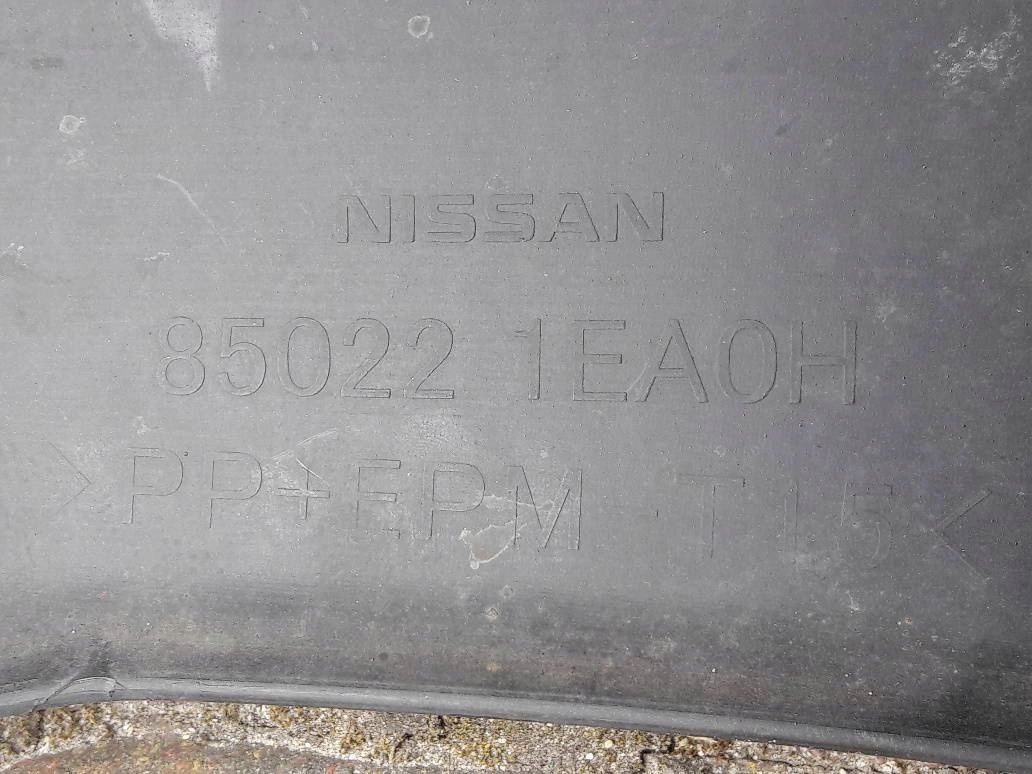 NISSAN
85022 1EA0H
>PP+EPM-T15<